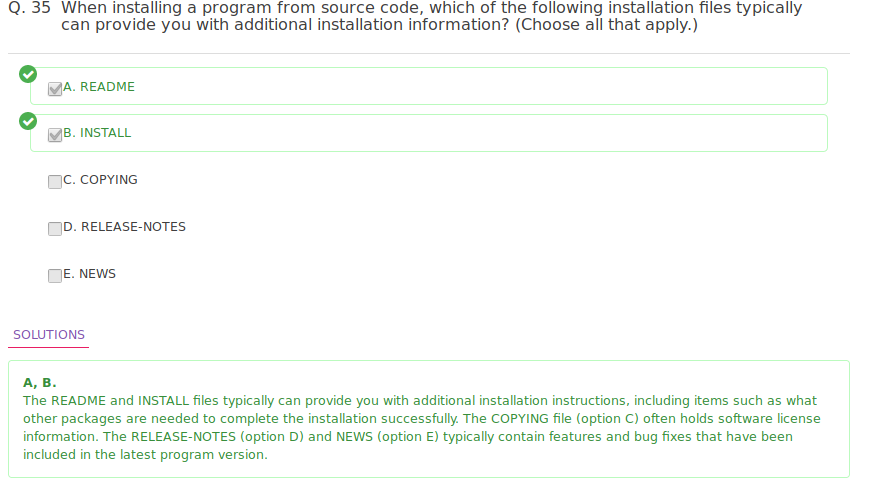 Q. 35 When installing a program from source code, which of the following installation files typically
can provide you with additional installation information? (Choose all that apply.)
A. README
B. INSTALL
C. COPYING
D. RELEASE-NOTES
E. NEWS
SOLUTIONS
A, B.
The README and INSTALL files typically can provide you with additional installation instructions, including items such as what
other packages are needed to complete the installation successfully. The COPYING file (option C) often holds software license
information. The RELEASE-NOTES (option D) and NEWS (option E) typically contain features and bug fixes that have been
included in the latest program version.